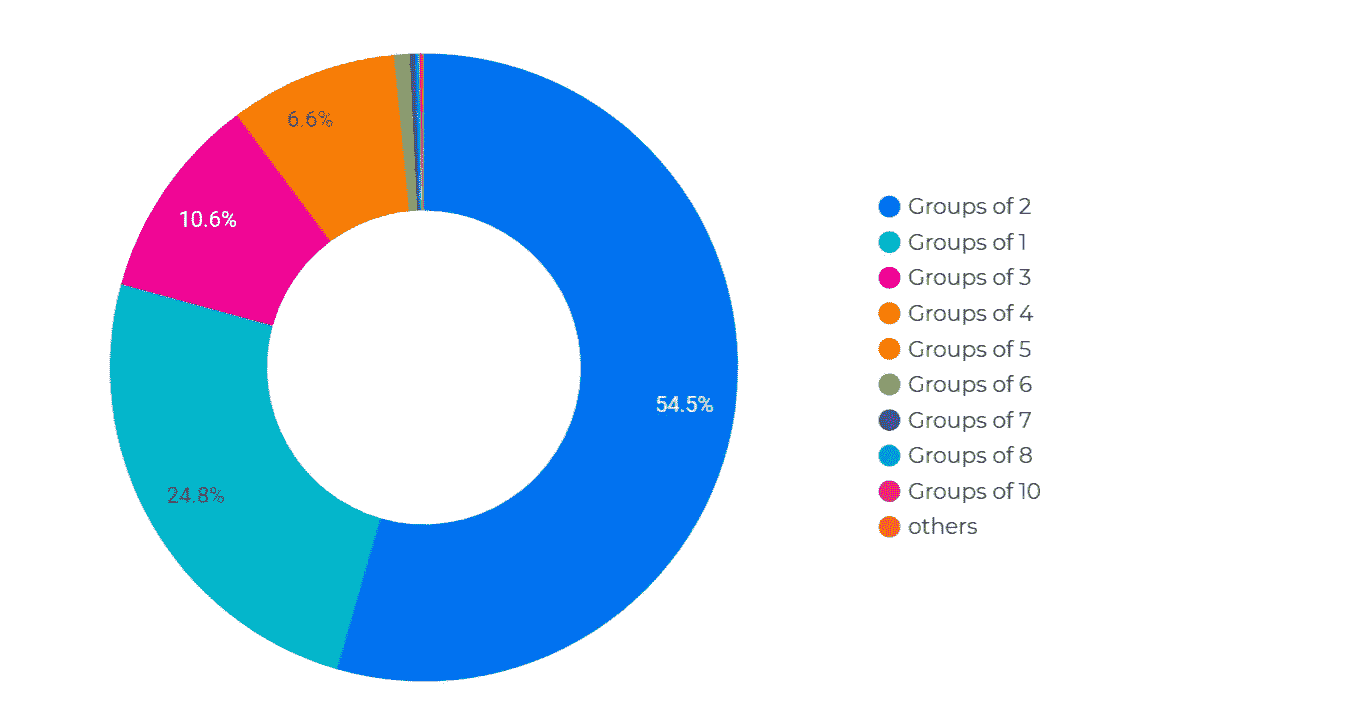 6.6%
10.6%
54.5%
24.8%
Groups of 2
Groups of 1
Groups of 3
Groups of 4
Groups of 5
Groups of 6
Groups of 7
Groups of 8
Groups of 10
others